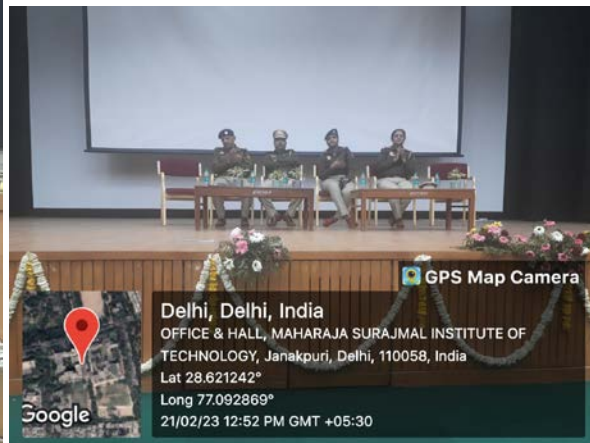 GPS Map Camera
Delhi, Delhi, India
OFFICE & HALL, MAHARAJA SURAJMAL INSTITUTE OF
TECHNOLOGY, Janakpuri, Delhi, 110058, India
Lat 28.621242°
Long 77.092869°
21/02/23 12:52 PM GMT +05:30
Google